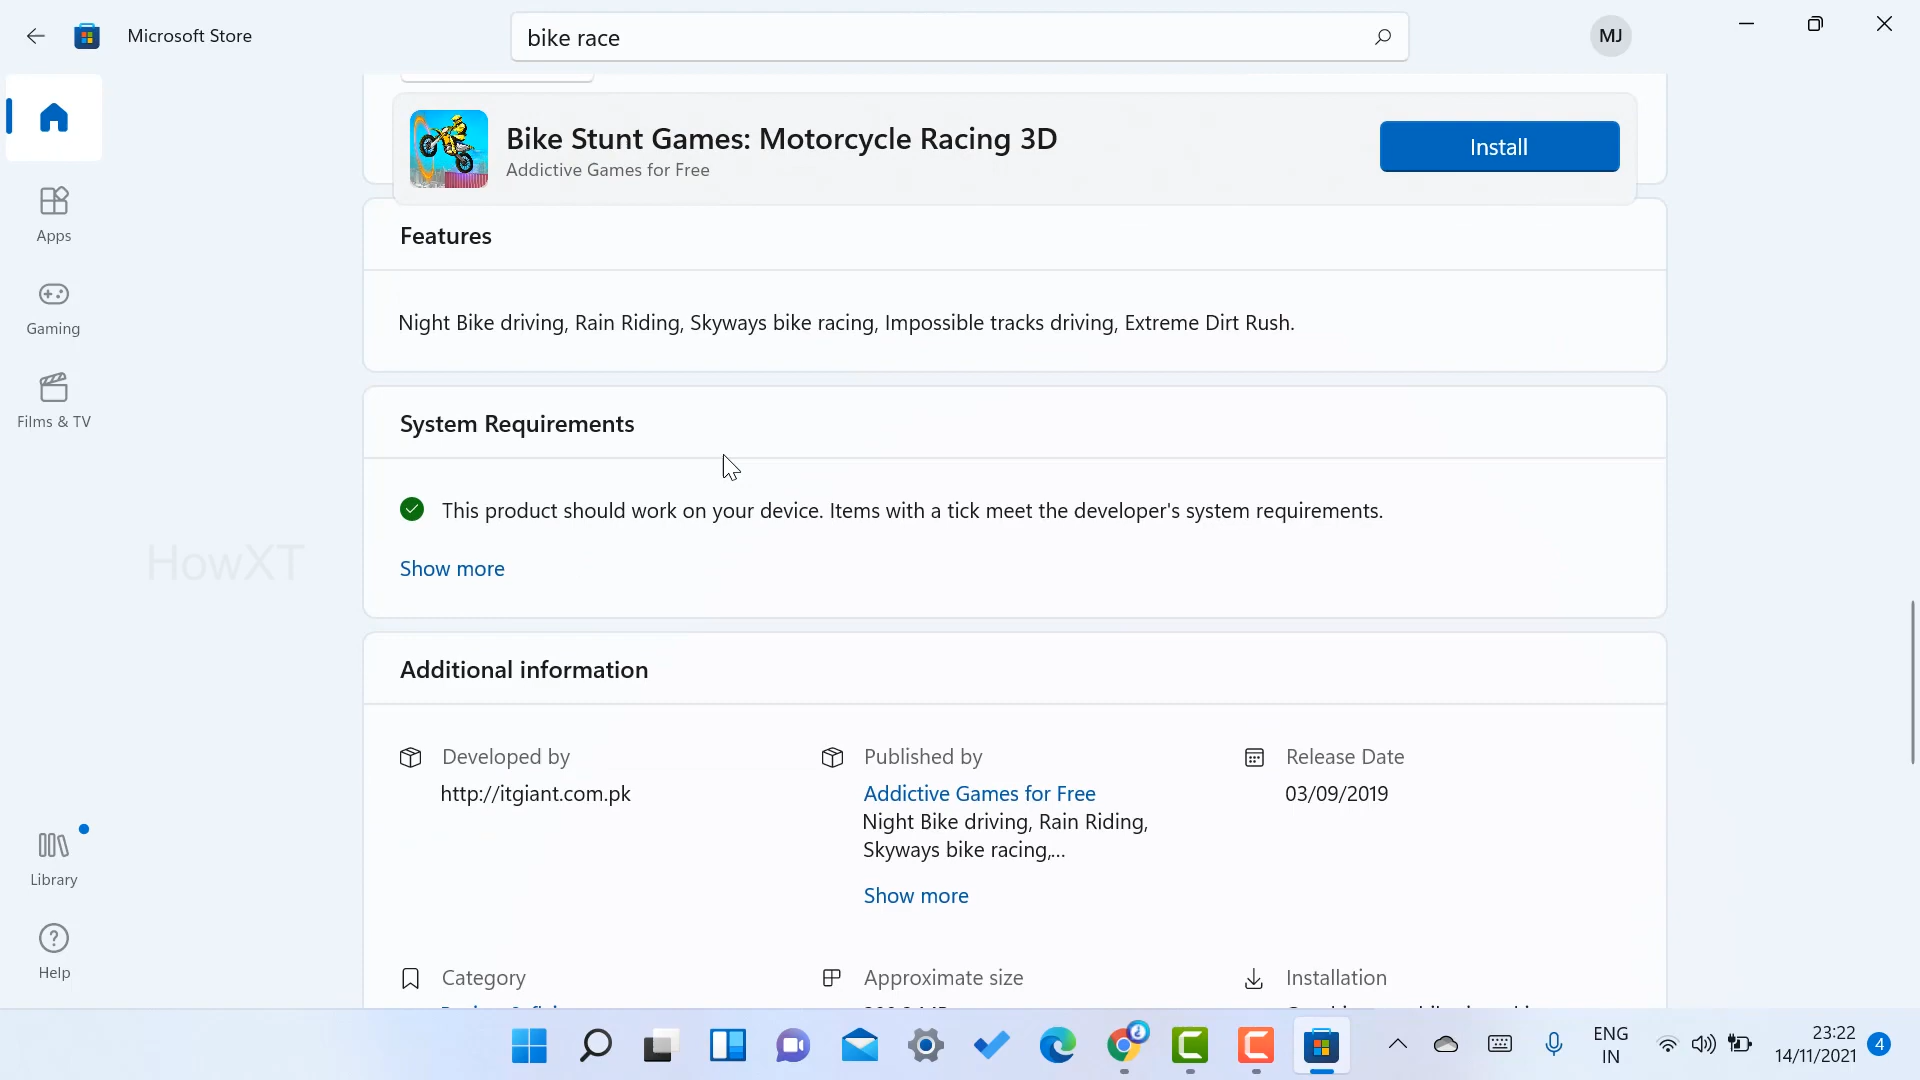 Microsoft Store
bike race
MJ
Bike Stunt Games: Motorcycle Racing 3D
Addictive Games for Free
Install
Apps
Gaming
Films & TV
Library
Help
Features
Night Bike driving, Rain Riding, Skyways bike racing, Impossible tracks driving, Extreme Dirt Rush.
System Requirements
This product should work on your device. Items with a tick meet the developer's system requirements.
Show more
HowXT
Additional information
Developed by
http://itgiant.com.pk
Published by
Addictive Games for Free
Night Bike driving, Rain Riding,
Skyways bike racing,...
Show more
Release Date
03/09/2019
Category
Approximate size
Installation
ENG
IN
23:22
14/11/2021
4